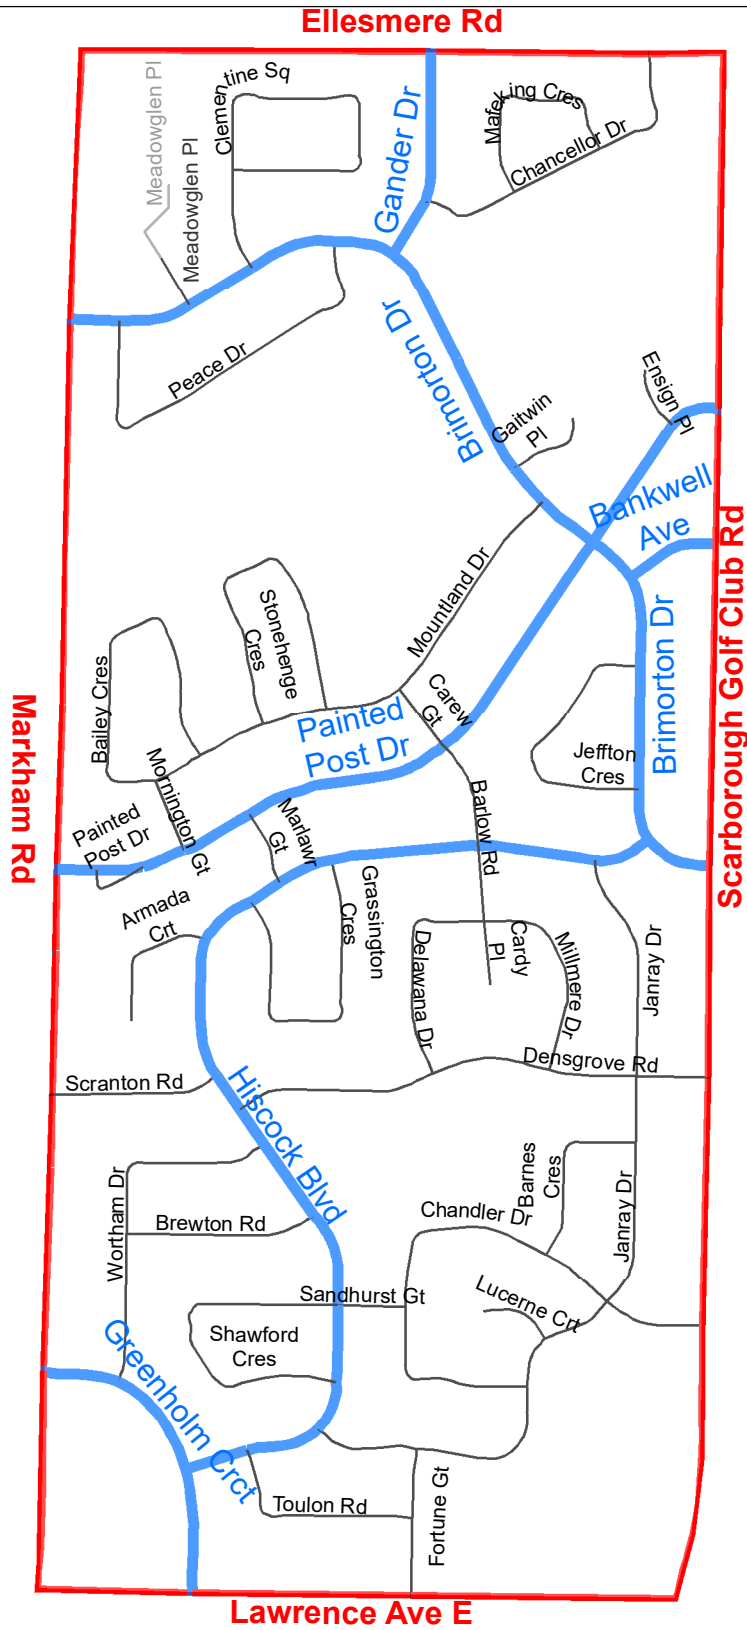 Ellesmere Rd
Clementine Sq
Meadowglen Pl
Meadowglen Pl
Gander Dr
Mafeking Cres
Chancellor Dr
Brimorton Dr
Peace Dr
Ensign Pl
Gaitwin
Pl
Bankwell
Ave
Scarborough Golf Club Rd
Mountland Dr
Stonehenge
Cres
Bailey Cres
Brimorton Dr
Carew
Gt
Painted
Post Dr
Markham Rd
Jeffton
Cres
Mornington
Gt
Marlawr
Gt
Barlow Rd
Painted
Post Dr
Armada
Crt
Grassington
Cres
Delawana Dr
Cardy
Pl
Millmere Dr
Janray Dr
Densgrove Rd
Scranton Rd
Hiscock Blvd
Barnes
Cres
Wortham Dr
Brewton Rd
Chandler Dr
Janray Dr
Sandhurst Gt
Lucerne Crt
Shawford
Cres
Greenholm Crct
Toulon Rd
Fortune Gt
Lawrence Ave E